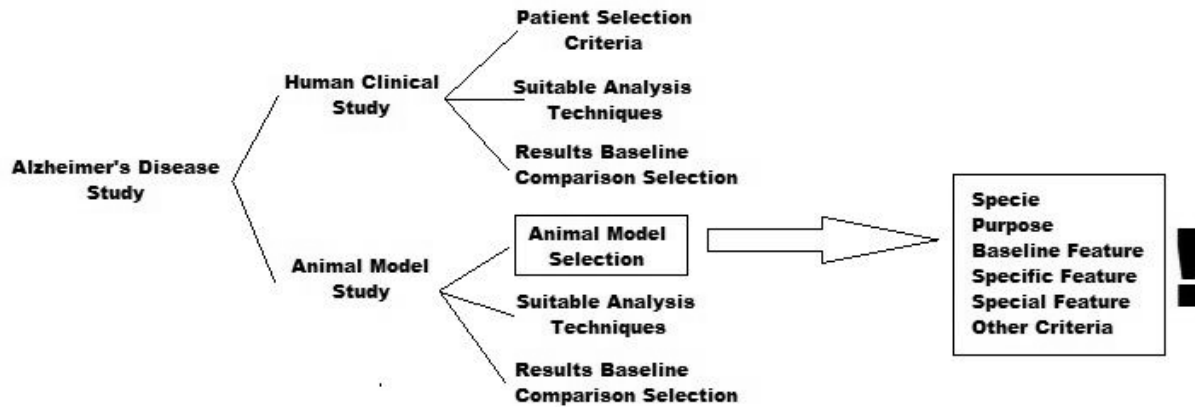 Patient Selection
Criteria
Human Clinical
Study
Suitable Analysis
Techniques
Results Baseline
Comparison Selection
Alzheimer's Disease
Study
Animal Model
Selection
Animal Model
Study
Suitable Analysis
Techniques
Results Baseline
Comparison Selection
Specie
Purpose
Baseline Feature
Specific Feature
Special Feature
Other Criteria
!